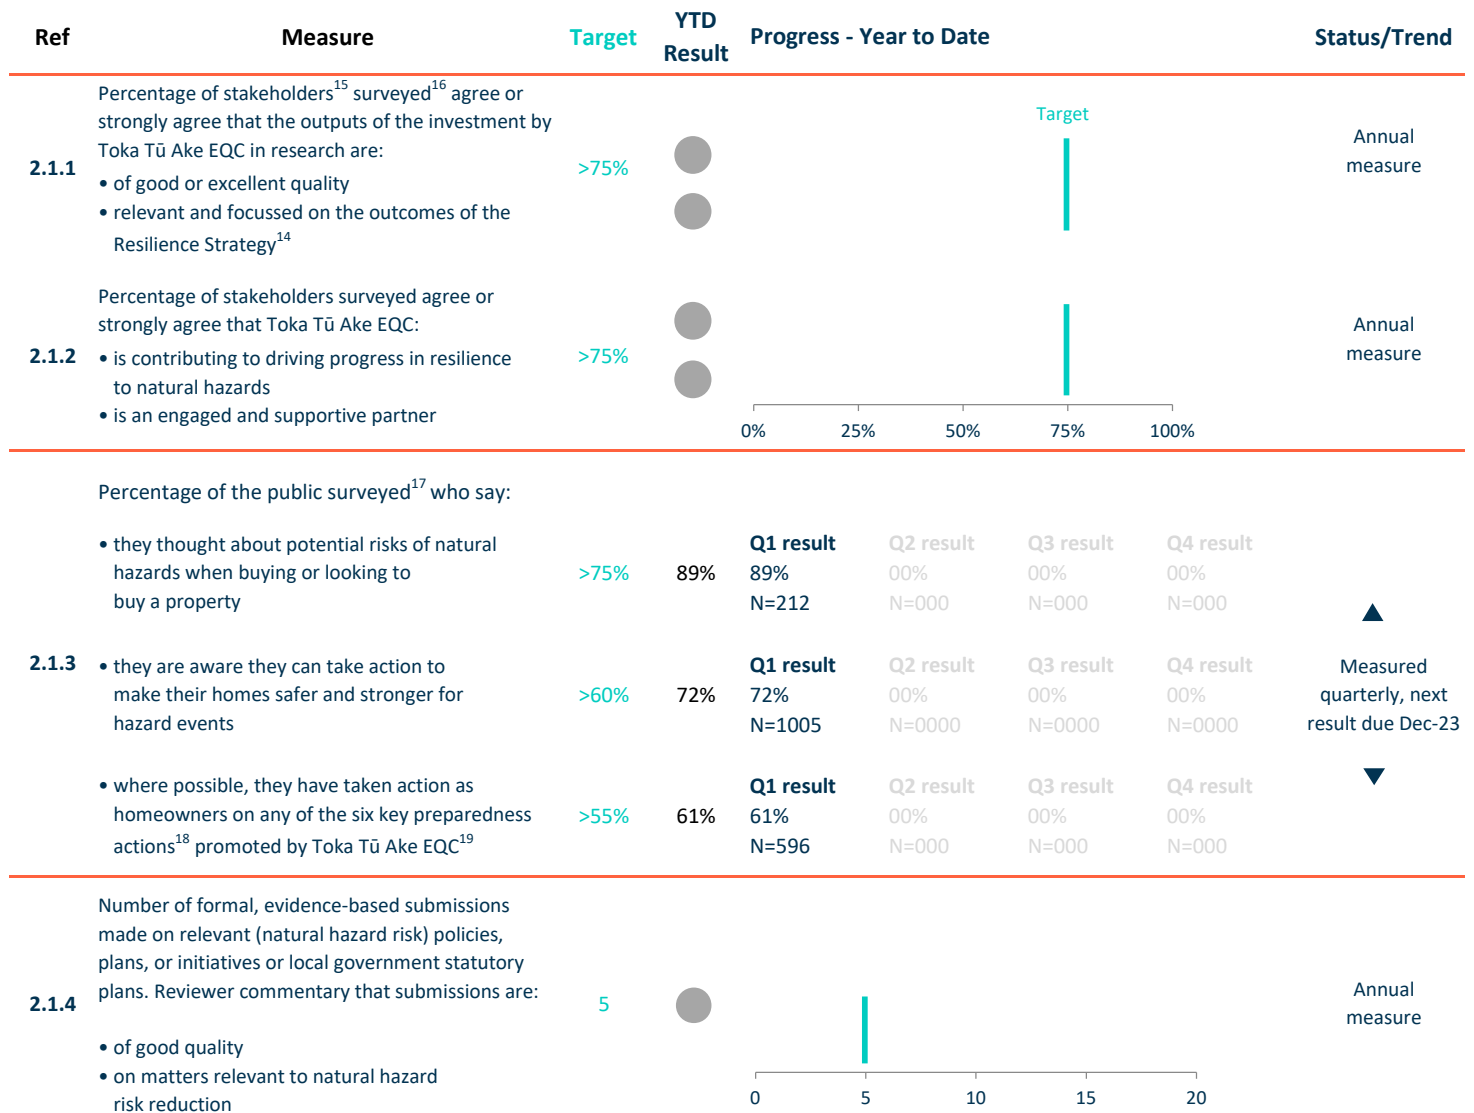 Ref Measure Target YTD Result Progress - Year to Date Status/Trend
Percentage of stakeholders15 surveyed16 agree or
strongly agree that the outputs of the investment by
Toka Tū Ake EQC in research are:
2.1.1 >75% Target Annual
measure
• of good or excellent quality
• relevant and focussed on the outcomes of the
Resilience Strategy14
Percentage of stakeholders surveyed agree or
strongly agree that Toka Tū Ake EQC:
2.1.2 • is contributing to driving progress in resilience >75% Annual
to natural hazards measure
• is an engaged and supportive partner
0% 25% 50% 75% 100%
Percentage of the public surveyed17 who say:
• they thought about potential risks of natural Q1 result Q2 result Q3 result Q4 result
hazards when buying or looking to >75% 89% 89% 00% 00% 00%
buy a property N=212 N=000 N=000 N=000
▲
2.1.3 • they are aware they can take action to Q1 result Q2 result Q3 result Q4 result Measured
make their homes safer and stronger for >60% 72% 72% 00% 00% 00% quarterly, next
hazard events N=1005 N=0000 N=0000 N=0000 result due Dec-23
▼
• where possible, they have taken action as Q1 result Q2 result Q3 result Q4 result
homeowners on any of the six key preparedness >55% 61% 61% 00% 00% 00%
actions18 promoted by Toka Tū Ake EQC19 N=596 N=000 N=000 N=000
Number of formal, evidence-based submissions
made on relevant (natural hazard risk) policies,
plans, or initiatives or local government statutory
plans. Reviewer commentary that submissions are:
2.1.4 5 Annual
measure
• of good quality
• on matters relevant to natural hazard
risk reduction
0 5 10 15 20